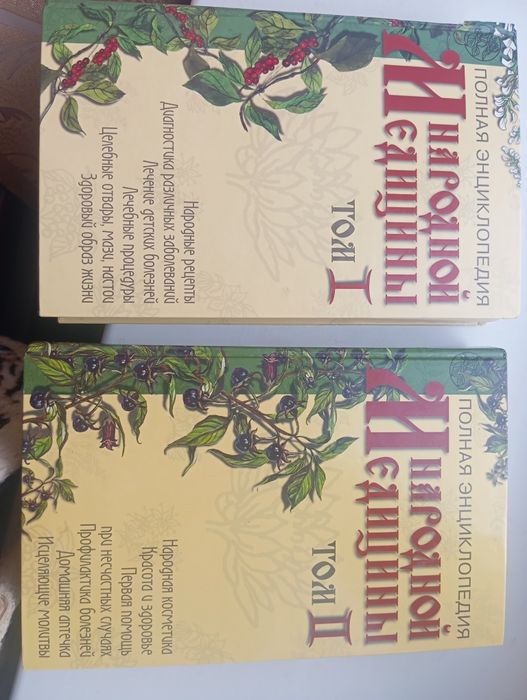 ПОЛНАЯ ЭНЦИКЛОПЕДИЯ
НАРОДНОЙ
МЕДИЦИНЫ
ТОМ I
Народные рецепты
Диагностика различных заболеваний
Лечение детских болезней
Лечебные процедуры
Целебные отвары, мази, настои
Здоровый образ жизни
ПОЛНАЯ ЭНЦИКЛОПЕДИЯ
НАРОДНОЙ
МЕДИЦИНЫ
ТОМ II
Народная косметика
Красота и здоровье
Первая помощь
при несчастных случаях
Профилактика болезней
Домашняя аптечка
Исцеляющие молитвы